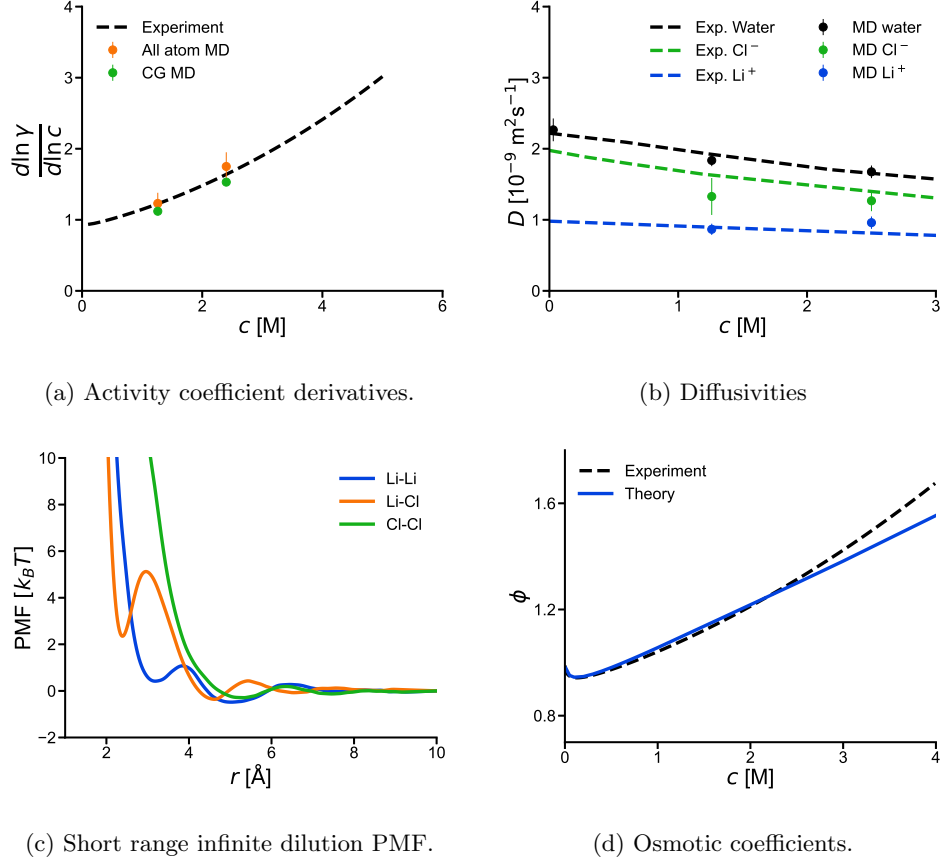 4
3
2
1
0
0
2
4
6
dlnγ
dlnc
c [M]
Experiment
All atom MD
CG MD
(a) Activity coefficient derivatives.
4
3
2
1
0
0
1
2
3
D [10⁻⁹ m²s⁻¹]
c [M]
Exp. Water
Exp. Cl⁻
Exp. Li⁺
MD water
MD Cl⁻
MD Li⁺
(b) Diffusivities
10
8
6
4
2
0
−2
2
4
6
8
10
PMF [k_BT]
r [Å]
Li-Li
Li-Cl
Cl-Cl
(c) Short range infinite dilution PMF.
1.6
1.2
0.8
0
1
2
3
4
ϕ
c [M]
Experiment
Theory
(d) Osmotic coefficients.